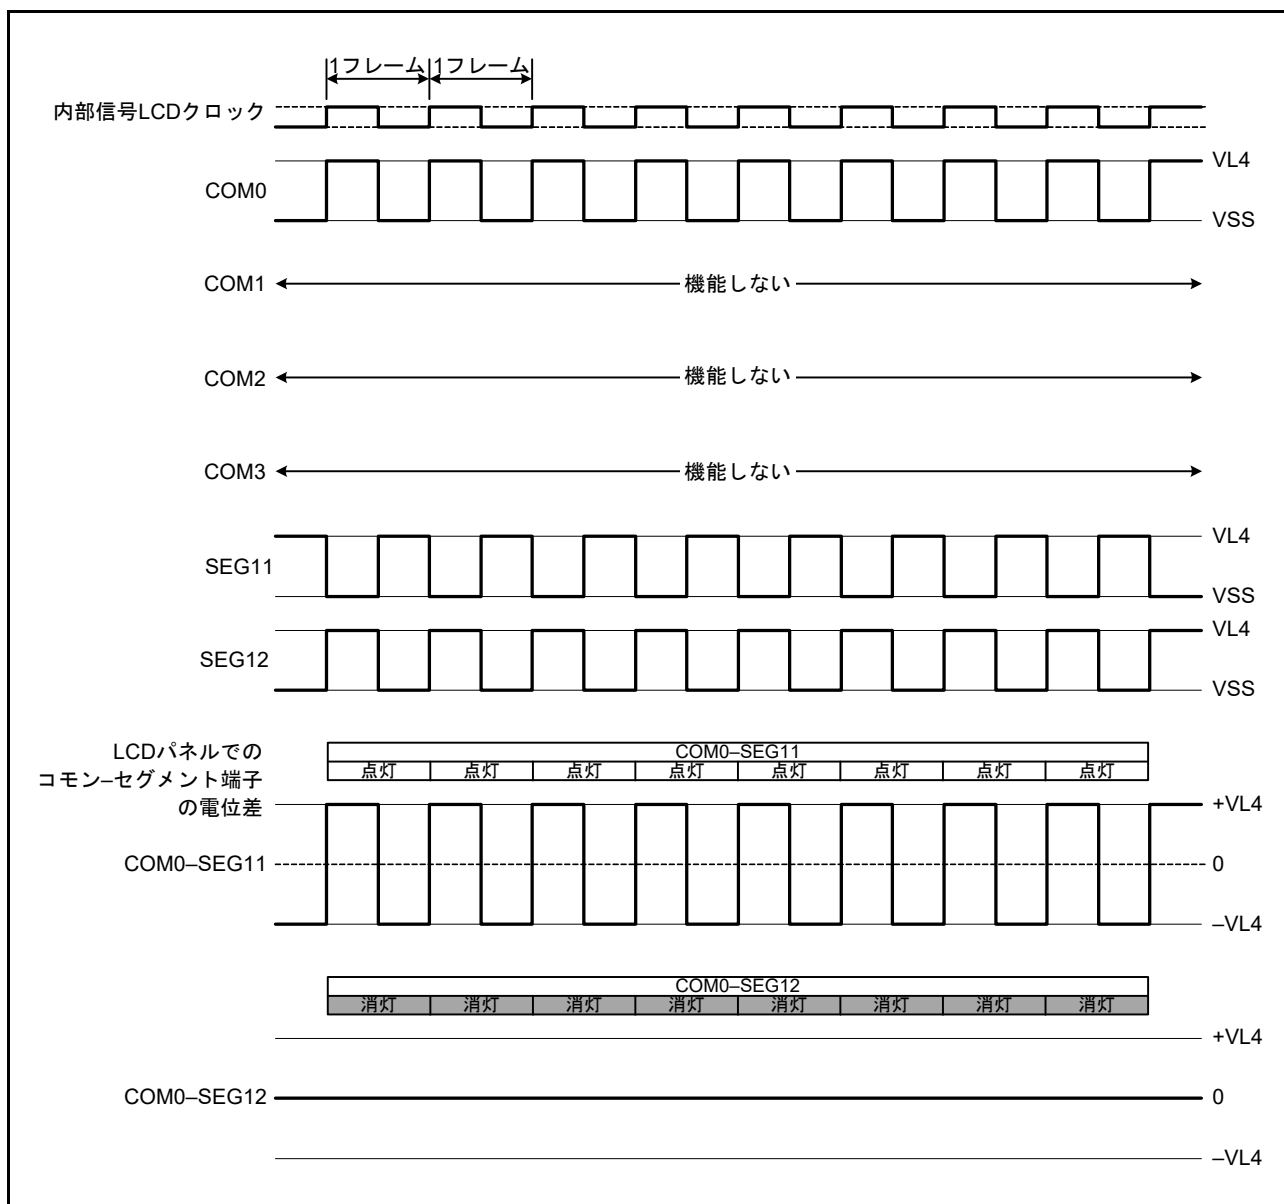 1フレーム 1フレーム
内部信号LCDクロック
VL4
COM0
VSS
COM1 機能しない
COM2 機能しない
COM3 機能しない
VL4
SEG11
VSS
VL4
SEG12
VSS
LCDパネルでの
コモン–セグメント端子
の電位差
COM0–SEG11
点灯 点灯 点灯 点灯 点灯 点灯 点灯 点灯
+VL4
COM0–SEG11 0
–VL4
COM0–SEG12
消灯 消灯 消灯 消灯 消灯 消灯 消灯 消灯
+VL4
COM0–SEG12 0
–VL4